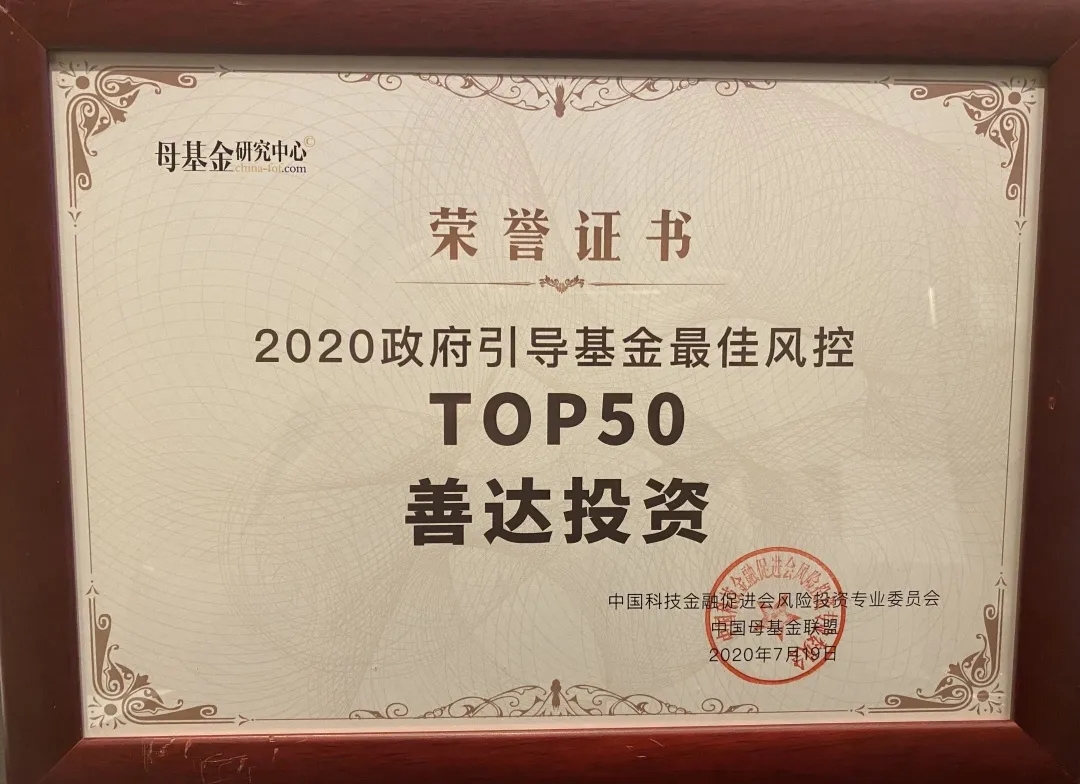 母基金研究中心©
china-fof.com
荣誉证书
2020政府引导基金最佳风控
TOP50
善达投资
中国科技金融促进会风险投资专业委员会
中国母基金联盟
2020年7月19日